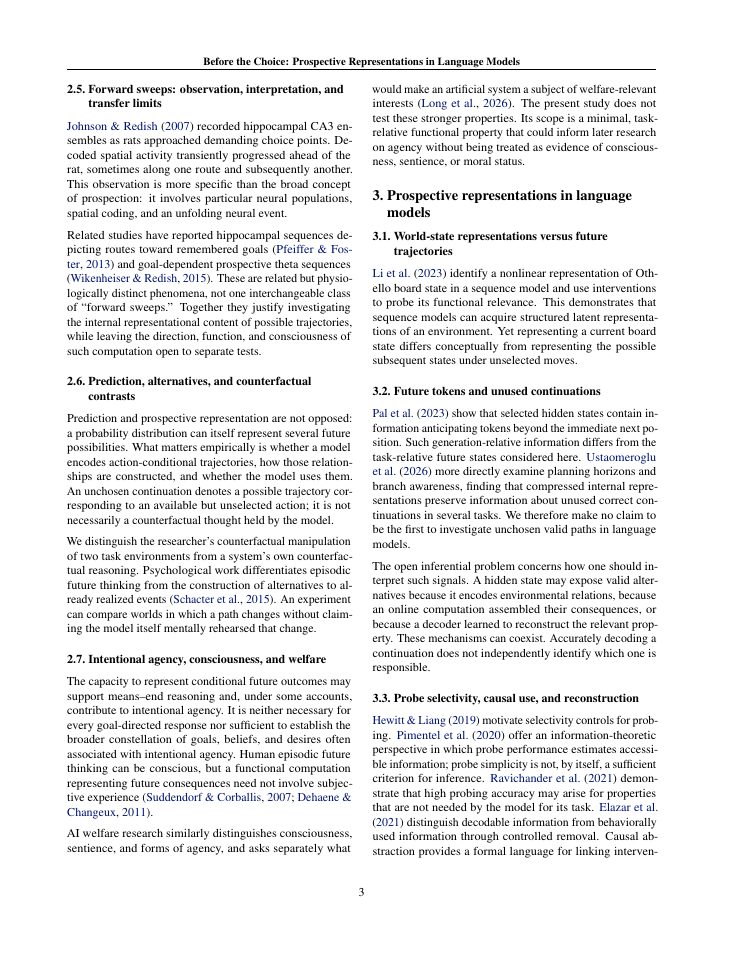 Before the Choice: Prospective Representations in Language Models
2.5. Forward sweeps: observation, interpretation, and
transfer limits
Johnson & Redish (2007) recorded hippocampal CA3 en-
sembles as rats approached demanding choice points. De-
coded spatial activity transiently progressed ahead of the
rat, sometimes along one route and subsequently another.
This observation is more specific than the broad concept
of prospection: it involves particular neural populations,
spatial coding, and an unfolding neural event.
Related studies have reported hippocampal sequences de-
picting routes toward remembered goals (Pfeiffer & Fos-
ter, 2013) and goal-dependent prospective theta sequences
(Wikenheiser & Redish, 2015). These are related but physio-
logically distinct phenomena, not one interchangeable class
of “forward sweeps.” Together they justify investigating
the internal representational content of possible trajectories,
while leaving the direction, function, and consciousness of
such computation open to separate tests.
2.6. Prediction, alternatives, and counterfactual
contrasts
Prediction and prospective representation are not opposed:
a probability distribution can itself represent several future
possibilities. What matters empirically is whether a model
encodes action-conditional trajectories, how those relation-
ships are constructed, and whether the model uses them.
An unchosen continuation denotes a possible trajectory cor-
responding to an available but unselected action; it is not
necessarily a counterfactual thought held by the model.
We distinguish the researcher’s counterfactual manipulation
of two task environments from a system’s own counterfac-
tual reasoning. Psychological work differentiates episodic
future thinking from the construction of alternatives to al-
ready realized events (Schacter et al., 2015). An experiment
can compare worlds in which a path changes without claim-
ing the model itself mentally rehearsed that change.
2.7. Intentional agency, consciousness, and welfare
The capacity to represent conditional future outcomes may
support means–end reasoning and, under some accounts,
contribute to intentional agency. It is neither necessary for
every goal-directed response nor sufficient to establish the
broader constellation of goals, beliefs, and desires often
associated with intentional agency. Human episodic future
thinking can be conscious, but a functional computation
representing future consequences need not involve subjec-
tive experience (Suddendorf & Corballis, 2007; Dehaene &
Changeux, 2011).
AI welfare research similarly distinguishes consciousness,
sentience, and forms of agency, and asks separately what
would make an artificial system a subject of welfare-relevant
interests (Long et al., 2026). The present study does not
test these stronger properties. Its scope is a minimal, task-
relative functional property that could inform later research
on agency without being treated as evidence of conscious-
ness, sentience, or moral status.
3. Prospective representations in language
models
3.1. World-state representations versus future
trajectories
Li et al. (2023) identify a nonlinear representation of Oth-
ello board state in a sequence model and use interventions
to probe its functional relevance. This demonstrates that
sequence models can acquire structured latent representa-
tions of an environment. Yet representing a current board
state differs conceptually from representing the possible
subsequent states under unselected moves.
3.2. Future tokens and unused continuations
Pal et al. (2023) show that selected hidden states contain in-
formation anticipating tokens beyond the immediate next po-
sition. Such generation-relative information differs from the
task-relative future states considered here. Ustaomeroglu
et al. (2026) more directly examine planning horizons and
branch awareness, finding that compressed internal repre-
sentations preserve information about unused correct con-
tinuations in several tasks. We therefore make no claim to
be the first to investigate unchosen valid paths in language
models.
The open inferential problem concerns how one should in-
terpret such signals. A hidden state may expose valid alter-
natives because it encodes environmental relations, because
an online computation assembled their consequences, or
because a decoder learned to reconstruct the relevant prop-
erty. These mechanisms can coexist. Accurately decoding a
continuation does not independently identify which one is
responsible.
3.3. Probe selectivity, causal use, and reconstruction
Hewitt & Liang (2019) motivate selectivity controls for prob-
ing. Pimentel et al. (2020) offer an information-theoretic
perspective in which probe performance estimates accessi-
ble information; probe simplicity is not, by itself, a sufficient
criterion for inference. Ravichander et al. (2021) demon-
strate that high probing accuracy may arise for properties
that are not needed by the model for its task. Elazar et al.
(2021) distinguish decodable information from behaviorally
used information through controlled removal. Causal ab-
straction provides a formal language for linking interven-
3